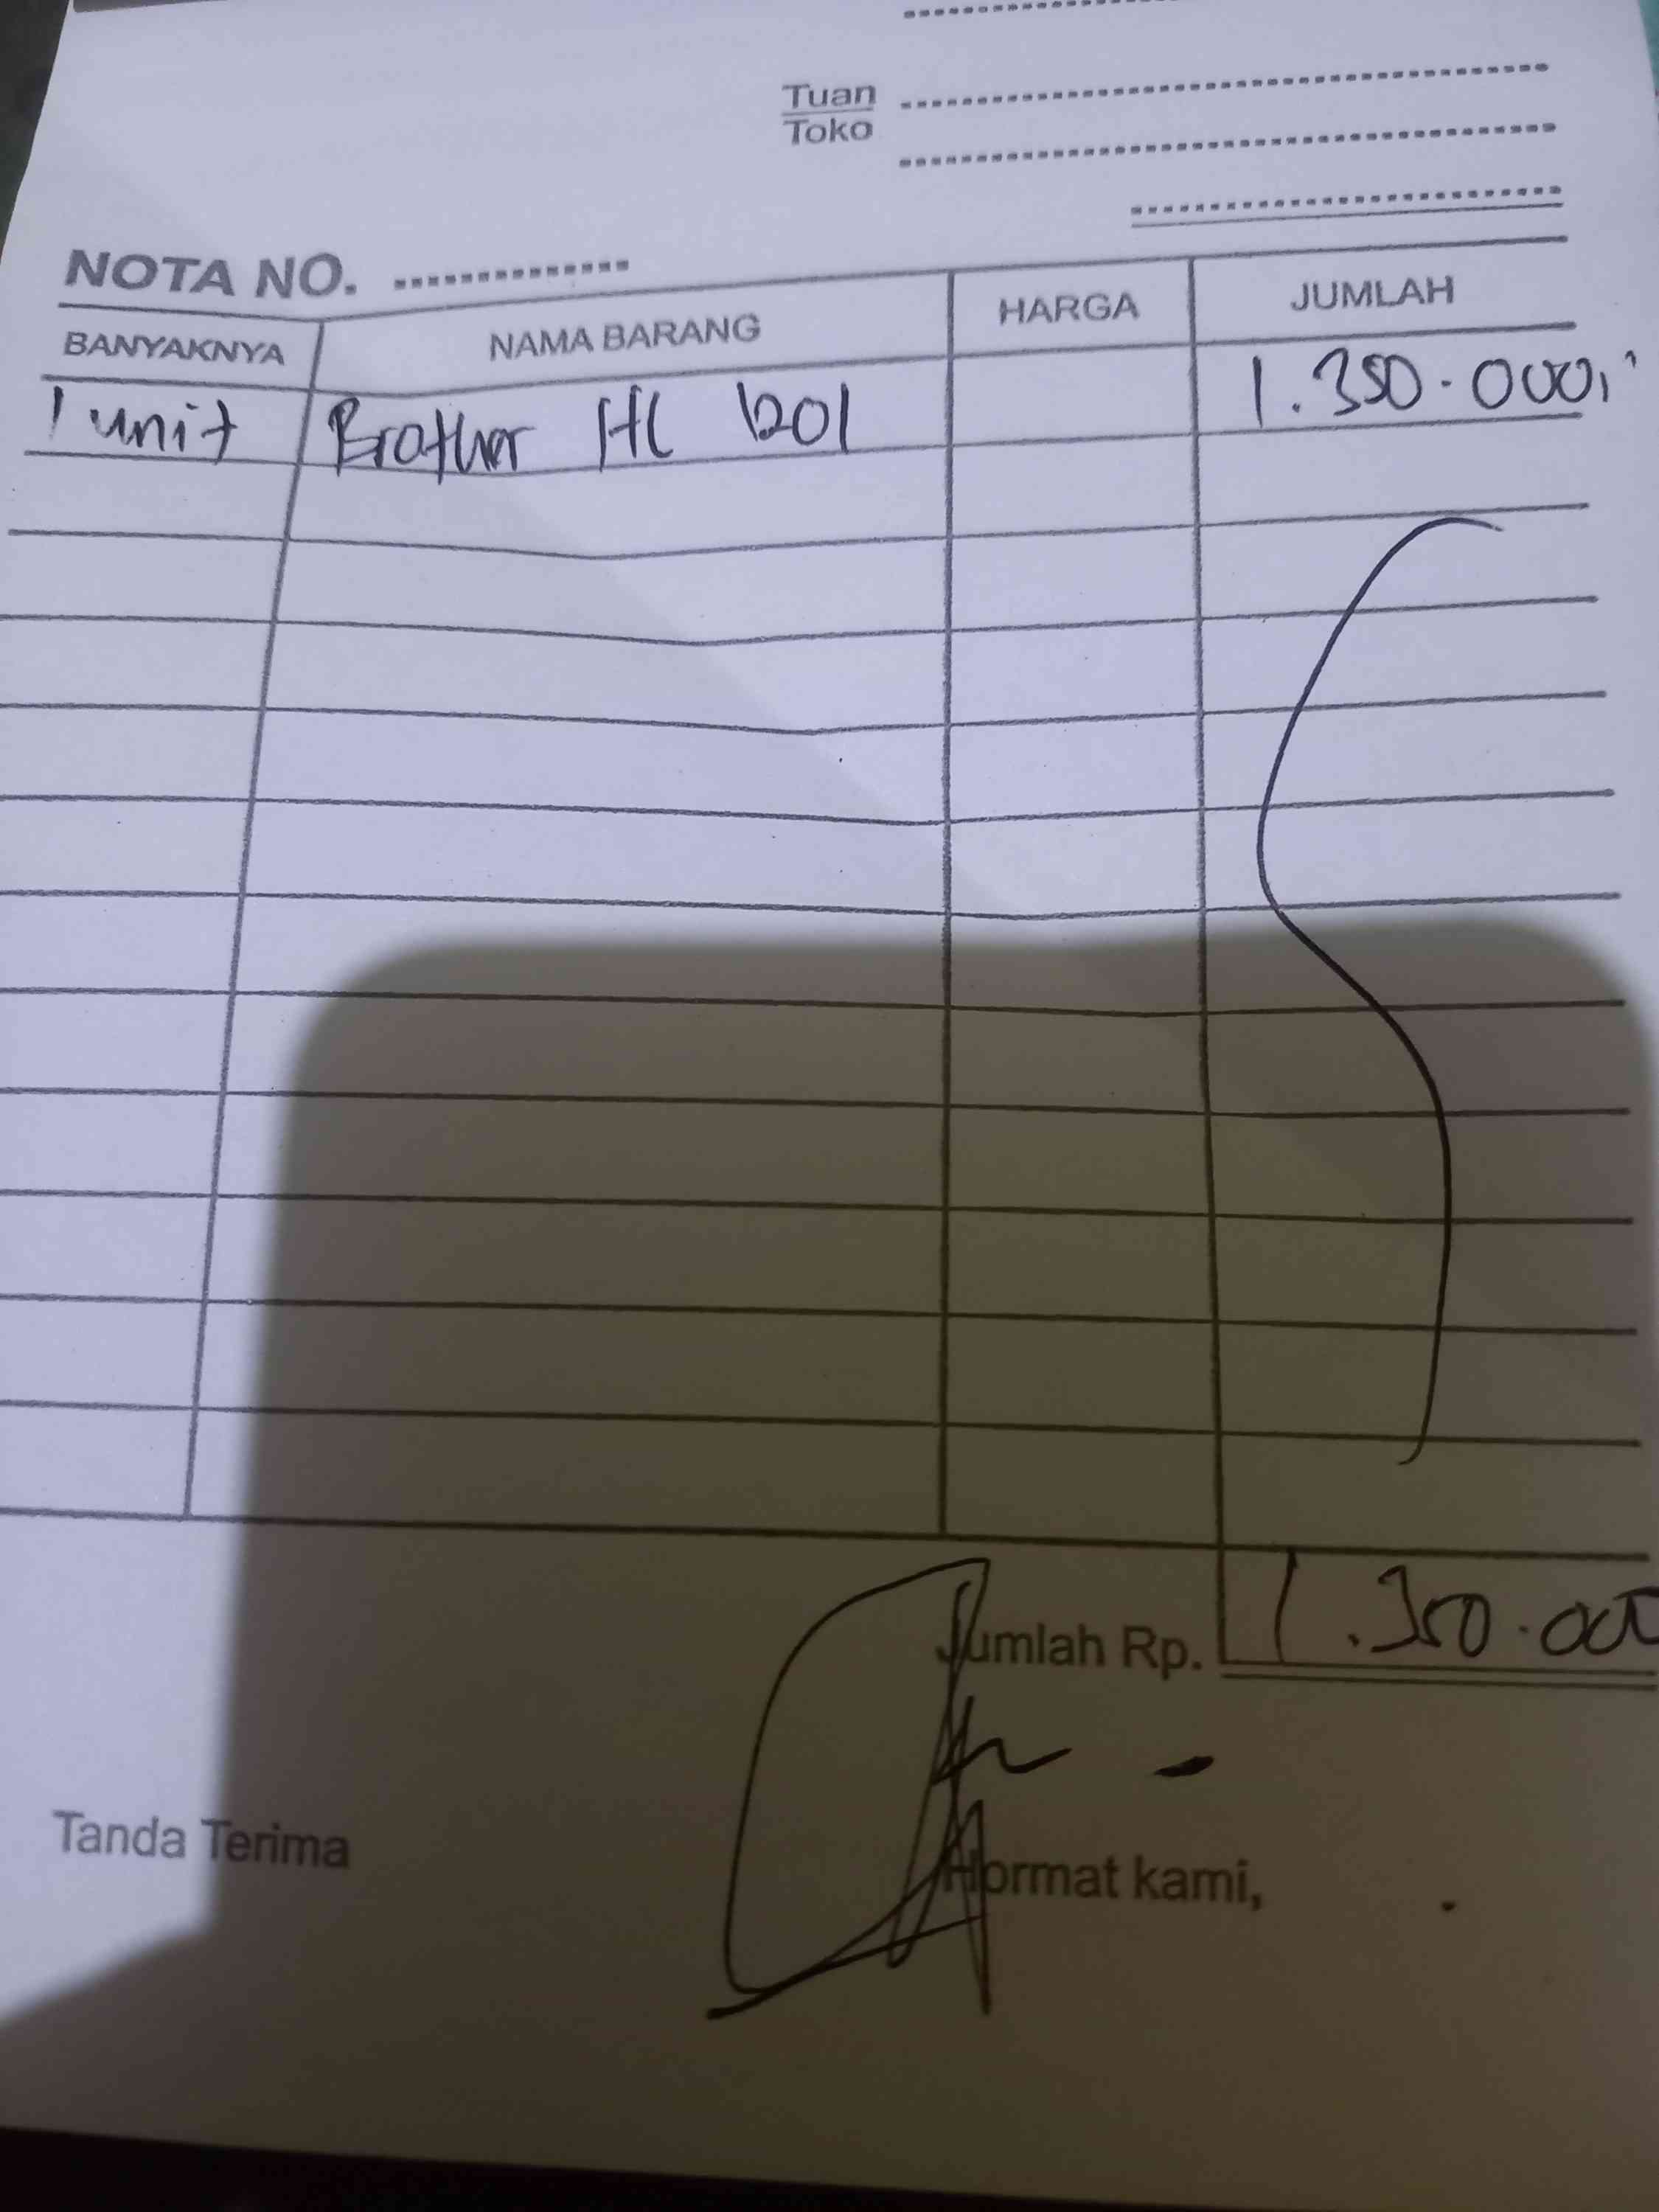 Tuan
Toko
NOTA NO.
BANYAKNYA NAMA BARANG HARGA JUMLAH
1 unit Brother HL 1201 1.350.000,-
Jumlah Rp. 1.350.000
Tanda Terima
Hormat kami,